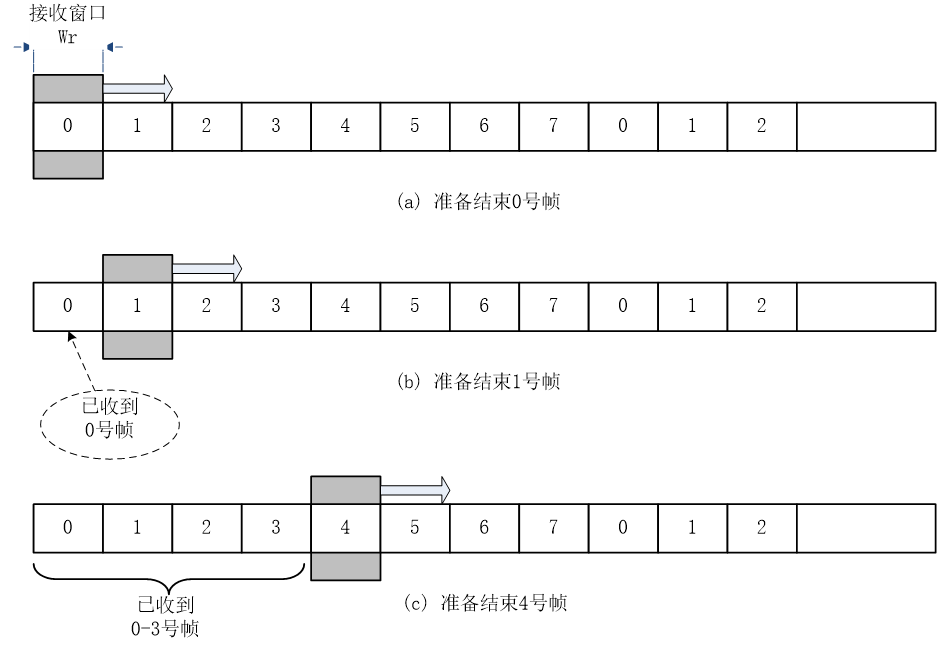 接收窗口
Wr
0 1 2 3 4 5 6 7 0 1 2
(a) 准备结束0号帧
0 1 2 3 4 5 6 7 0 1 2
(b) 准备结束1号帧
已收到
0号帧
0 1 2 3 4 5 6 7 0 1 2
(c) 准备结束4号帧
已收到
0-3号帧